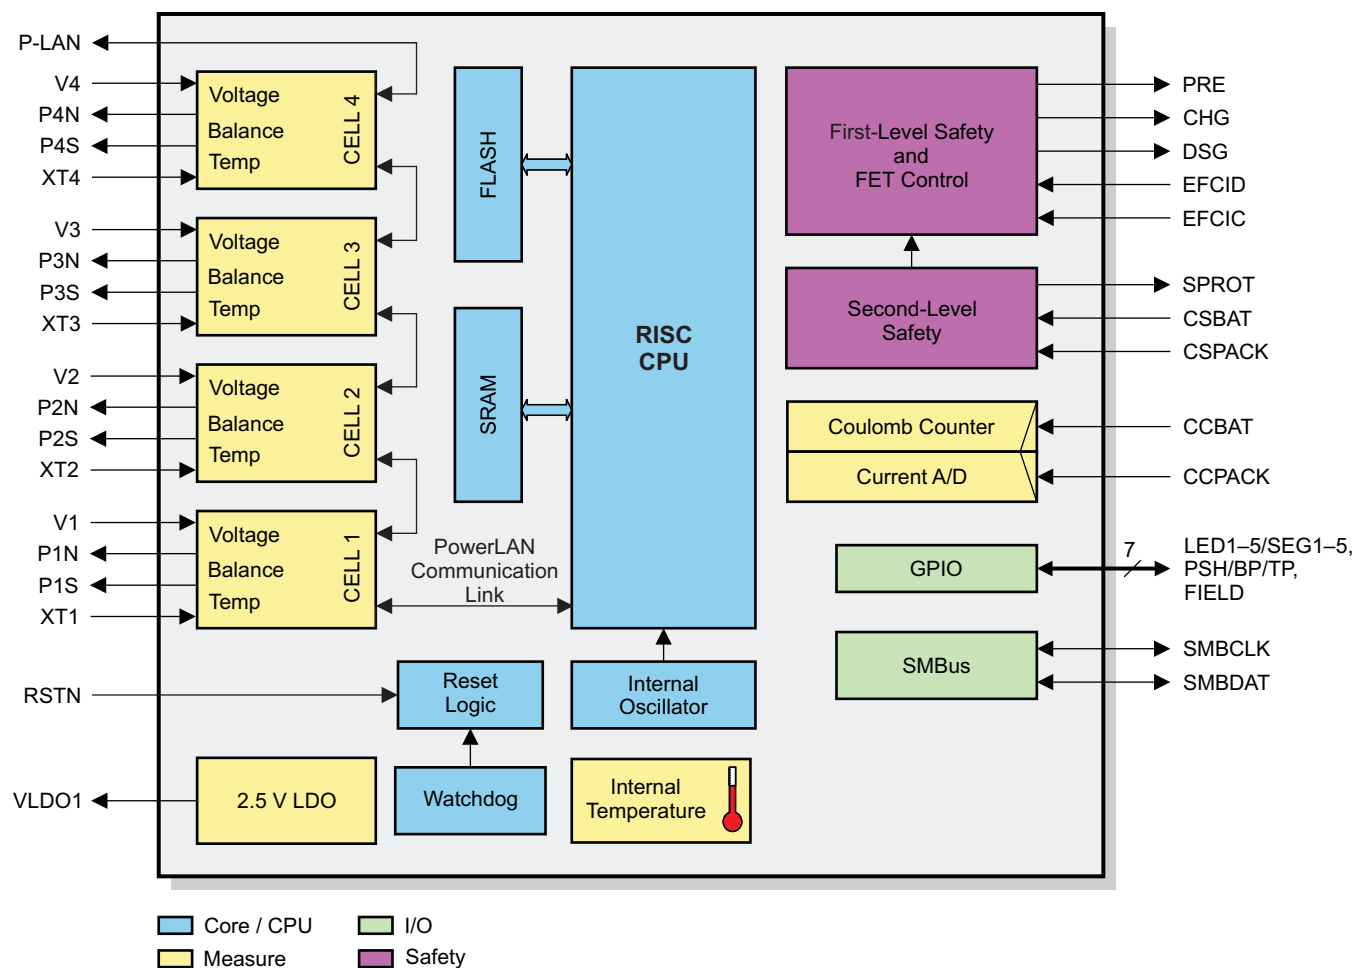 P-LAN
V4
P4N
P4S
XT4
V3
P3N
P3S
XT3
V2
P2N
P2S
XT2
V1
P1N
P1S
XT1
RSTN
VLDO1
Voltage
Balance
Temp
CELL 4
Voltage
Balance
Temp
CELL 3
Voltage
Balance
Temp
CELL 2
Voltage
Balance
Temp
CELL 1
FLASH
SRAM
RISC
CPU
PowerLAN
Communication
Link
Reset
Logic
Internal
Oscillator
2.5 V LDO
Watchdog
Internal
Temperature
First-Level Safety
and
FET Control
Second-Level
Safety
Coulomb Counter
Current A/D
GPIO
SMBus
PRE
CHG
DSG
EFCID
EFCIC
SPROT
CSBAT
CSPACK
CCBAT
CCPACK
7
LED1–5/SEG1–5,
PSH/BP/TP,
FIELD
SMBCLK
SMBDAT
Core / CPU
I/O
Measure
Safety